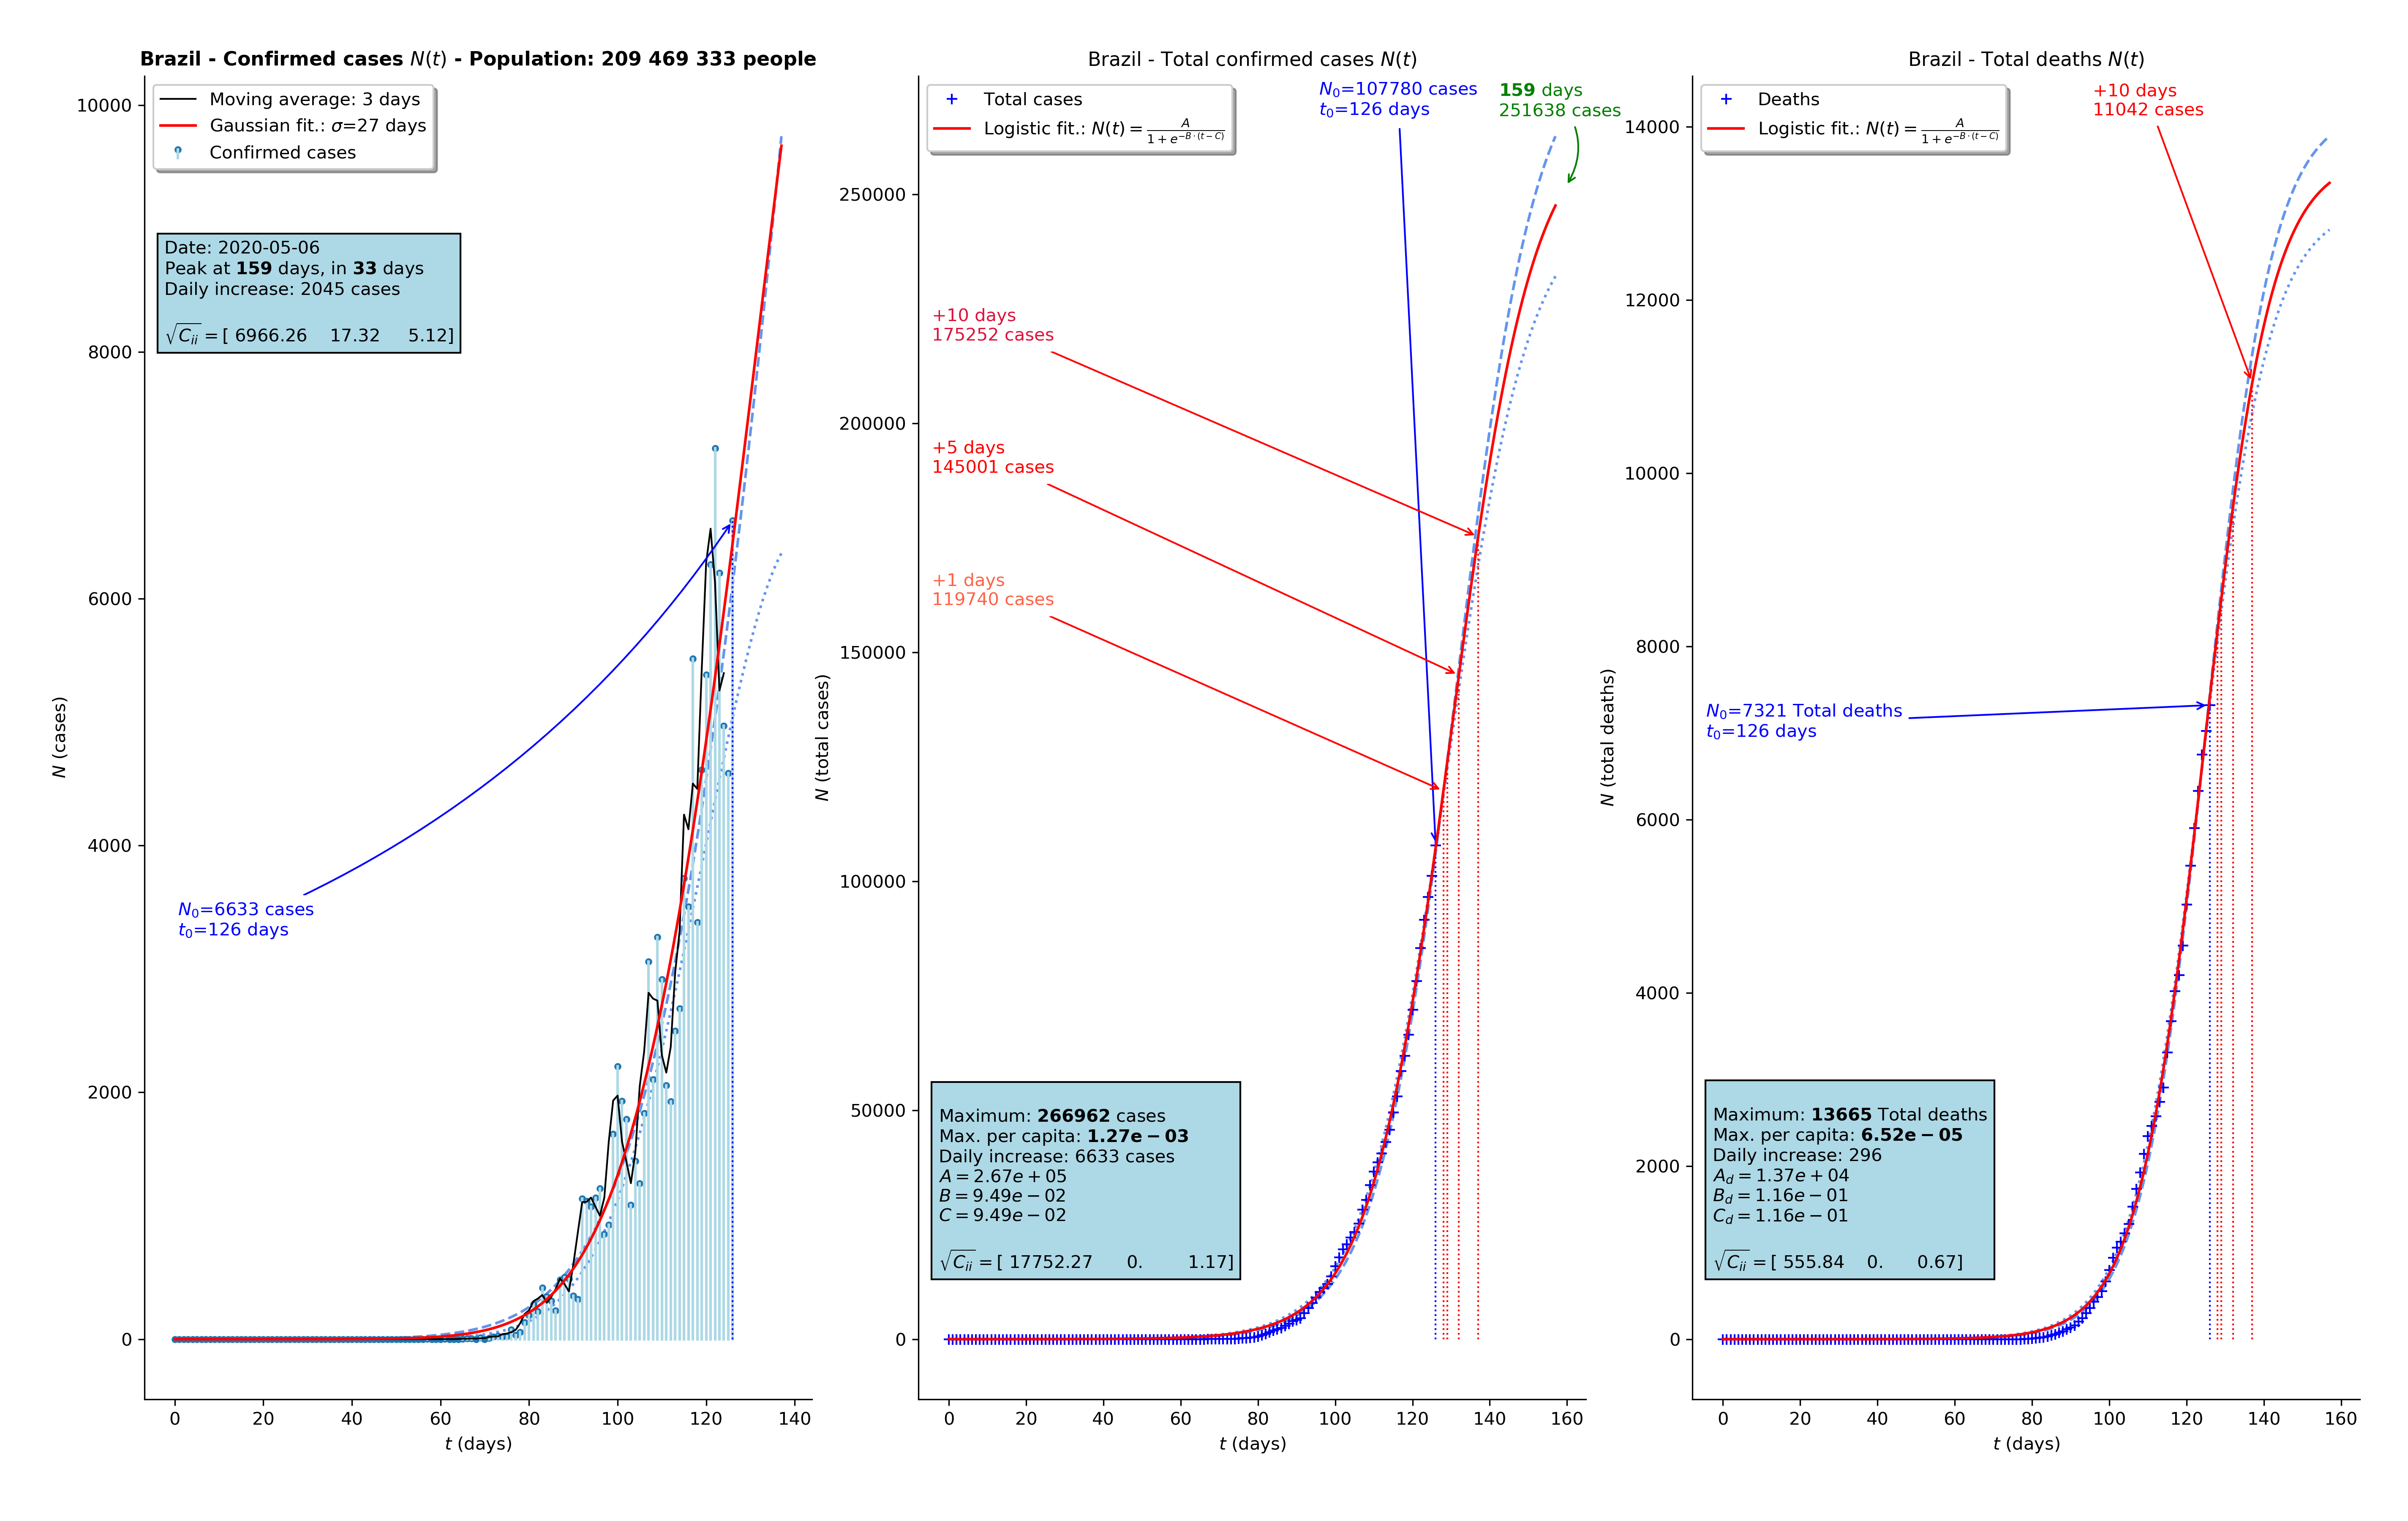 Brazil - Confirmed cases N(t) - Population: 209 469 333 people
Moving average: 3 days
Gaussian fit.: σ=27 days
Confirmed cases
Date: 2020-05-06
Peak at 159 days, in 33 days
Daily increase: 2045 cases
√C_ii = [ 6966.26 17.32 5.12]
N₀=6633 cases
t₀=126 days
N (cases)
10000
8000
6000
4000
2000
0
0 20 40 60 80 100 120 140
t (days)
Brazil - Total confirmed cases N(t)
Total cases
Logistic fit.: N(t) = A / (1 + e^(−B·(t−C)))
N₀=107780 cases
t₀=126 days
159 days
251638 cases
+10 days
175252 cases
+5 days
145001 cases
+1 days
119740 cases
Maximum: 266962 cases
Max. per capita: 1.27e − 03
Daily increase: 6633 cases
A = 2.67e + 05
B = 9.49e − 02
C = 9.49e − 02
√C_ii = [ 17752.27 0. 1.17]
N (total cases)
250000
200000
150000
100000
50000
0
0 20 40 60 80 100 120 140 160
t (days)
Brazil - Total deaths N(t)
Deaths
Logistic fit.: N(t) = A / (1 + e^(−B·(t−C)))
+10 days
11042 cases
N₀=7321 Total deaths
t₀=126 days
Maximum: 13665 Total deaths
Max. per capita: 6.52e − 05
Daily increase: 296
A_d = 1.37e + 04
B_d = 1.16e − 01
C_d = 1.16e − 01
√C_ii = [ 555.84 0. 0.67]
N (total deaths)
14000
12000
10000
8000
6000
4000
2000
0
0 20 40 60 80 100 120 140 160
t (days)